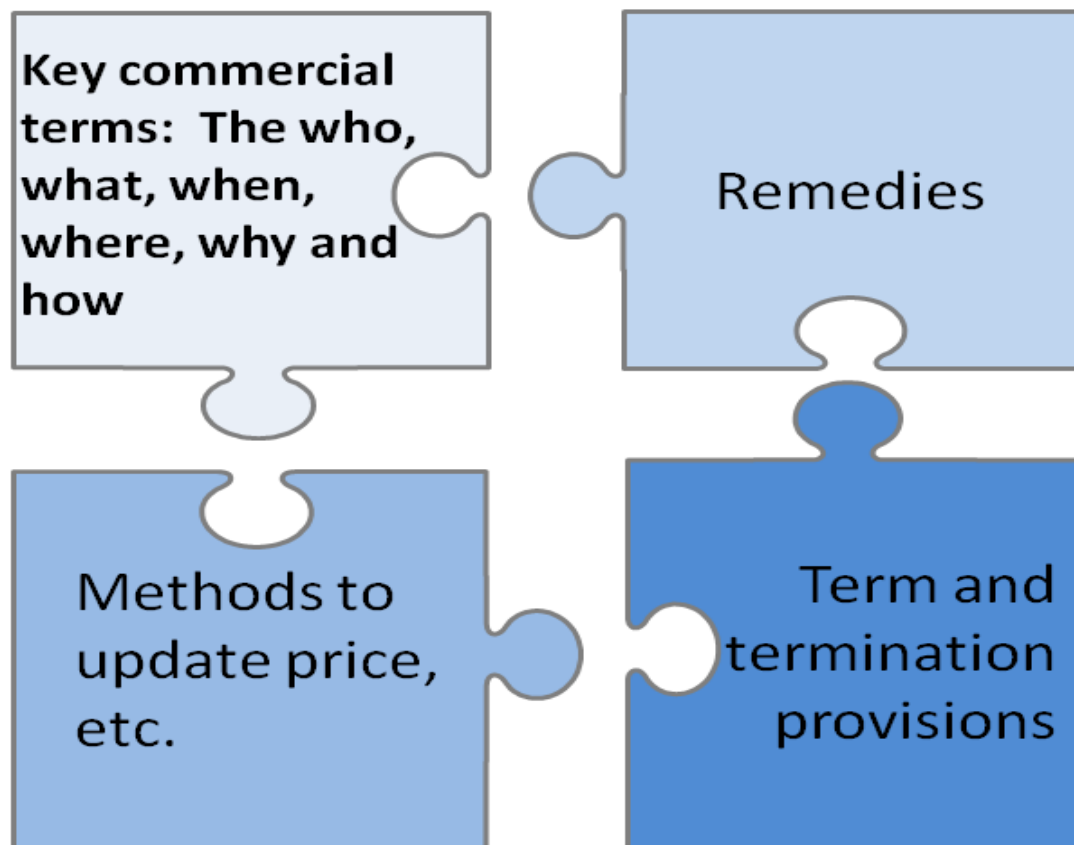 Key commercial
terms:  The who,
what, when,
where, why and
how
Remedies
Methods to
update price,
etc.
Term and
termination
provisions